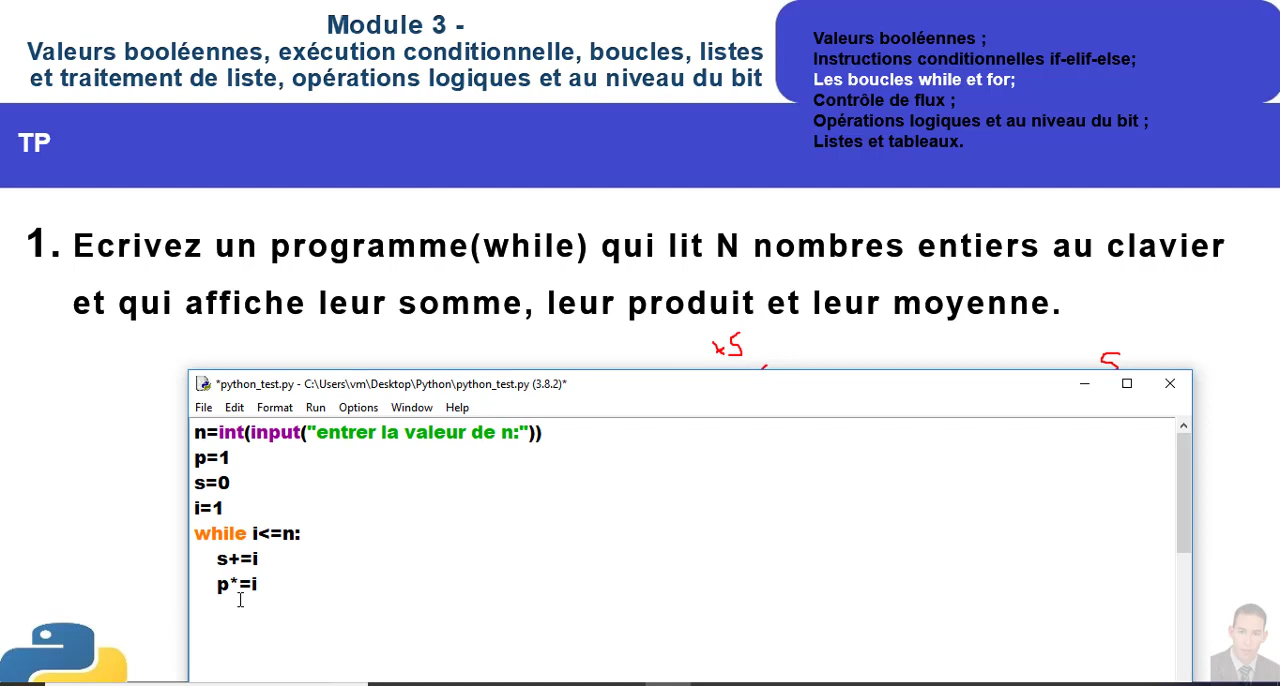 Module 3 -
Valeurs booléennes, exécution conditionnelle, boucles, listes
et traitement de liste, opérations logiques et au niveau du bit
Valeurs booléennes ;
Instructions conditionnelles if-elif-else;
Les boucles while et for;
Contrôle de flux ;
Opérations logiques et au niveau du bit ;
Listes et tableaux.
TP
1. Ecrivez un programme(while) qui lit N nombres entiers au clavier
et qui affiche leur somme, leur produit et leur moyenne.
x5
*python_test.py - C:\Users\vm\Desktop\Python\python_test.py (3.8.2)*
File Edit Format Run Options Window Help
n=int(input("entrer la valeur de n:"))
p=1
s=0
i=1
while i<=n:
s+=i
p*=i